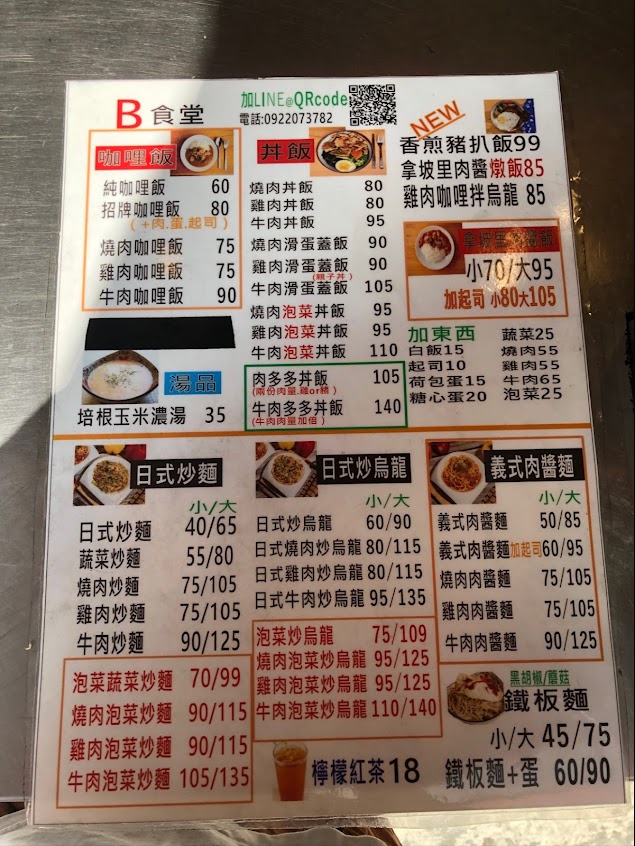 B食堂
加LINE@QRcode
電話:0922073782
咖哩飯
純咖哩飯 60
招牌咖哩飯 80
(+肉.蛋.起司)
燒肉咖哩飯 75
雞肉咖哩飯 75
牛肉咖哩飯 90
湯品
培根玉米濃湯 35
丼飯
燒肉丼飯 80
雞肉丼飯 80
牛肉丼飯 95
燒肉滑蛋蓋飯 90
雞肉滑蛋蓋飯 90
(親子丼)
牛肉滑蛋蓋飯 105
燒肉泡菜丼飯 95
雞肉泡菜丼飯 95
牛肉泡菜丼飯 110
肉多多丼飯 105
(兩份肉量.雞or豬)
牛肉多多丼飯 140
(牛肉肉量加倍)
NEW
香煎豬扒飯99
拿坡里肉醬燉飯85
雞肉咖哩拌烏龍 85
拿坡里肉醬飯
小70/大95
加起司 小80大105
加東西
白飯15
起司10
荷包蛋15
糖心蛋20
蔬菜25
燒肉55
雞肉55
牛肉65
泡菜25
日式炒麵
小/大
日式炒麵 40/65
蔬菜炒麵 55/80
燒肉炒麵 75/105
雞肉炒麵 75/105
牛肉炒麵 90/125
泡菜蔬菜炒麵 70/99
燒肉泡菜炒麵 90/115
雞肉泡菜炒麵 90/115
牛肉泡菜炒麵 105/135
日式炒烏龍
小/大
日式炒烏龍 60/90
日式燒肉炒烏龍 80/115
日式雞肉炒烏龍 80/115
日式牛肉炒烏龍 95/135
泡菜炒烏龍 75/109
燒肉泡菜炒烏龍 95/125
雞肉泡菜炒烏龍 95/125
牛肉泡菜炒烏龍 110/140
檸檬紅茶18
義式肉醬麵
小/大
義式肉醬麵 50/85
義式肉醬麵加起司 60/95
燒肉肉醬麵 75/105
雞肉肉醬麵 75/105
牛肉肉醬麵 90/125
黑胡椒/蘑菇
鐵板麵
小/大 45/75
鐵板麵+蛋 60/90